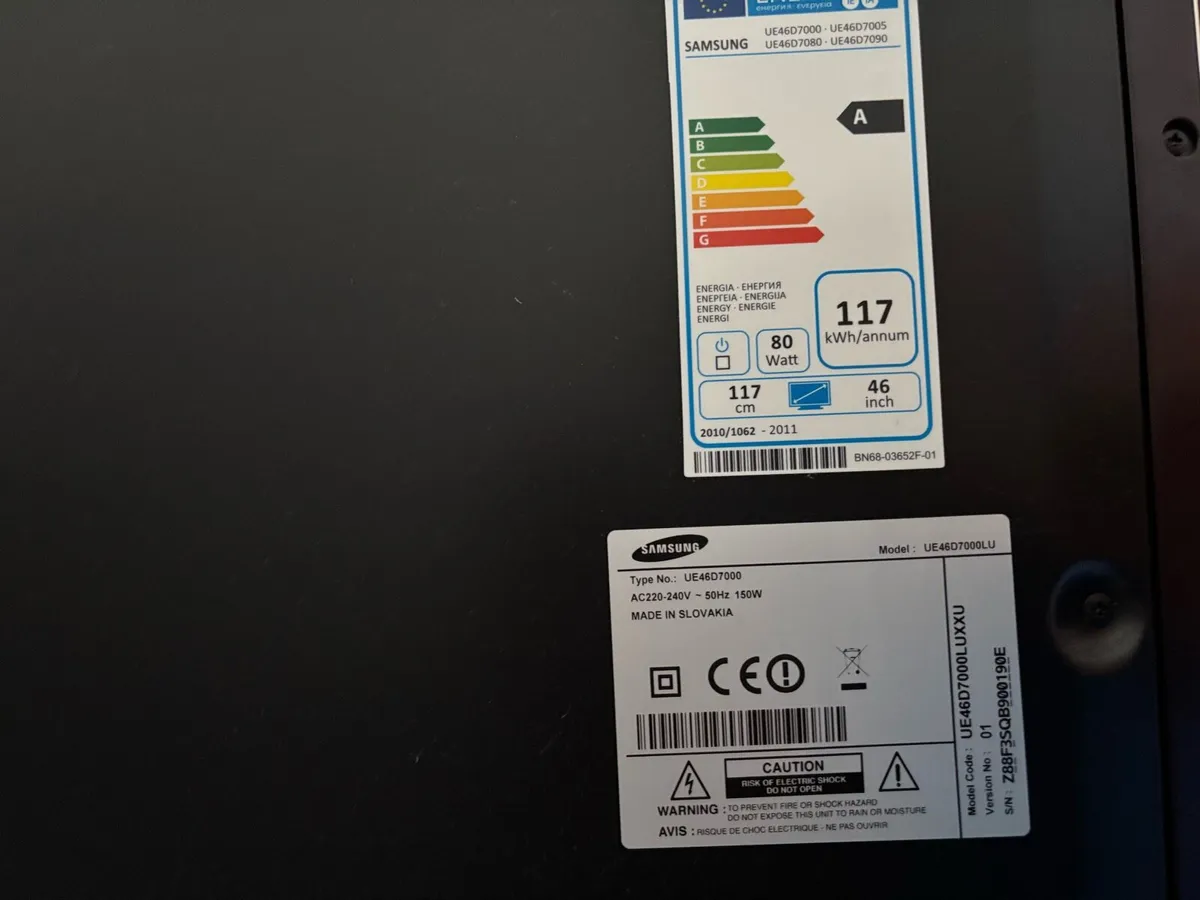 енергия · ενεργεια
IE IA
SAMSUNG
UE46D7000 · UE46D7005
UE46D7080 · UE46D7090
A
A
B
C
D
E
F
G
ENERGIA · ЕНЕРГИЯ
ΕΝΕΡΓΕΙΑ · ENERGIJA
ENERGY · ENERGIE
ENERGI
117
kWh/annum
80
Watt
117
cm
46
inch
2010/1062 - 2011
BN68-03652F-01
SAMSUNG
Model : UE46D7000LU
Type No.: UE46D7000
AC220-240V ~ 50Hz 150W
MADE IN SLOVAKIA
CE
CAUTION
RISK OF ELECTRIC SHOCK
DO NOT OPEN
WARNING : TO PREVENT FIRE OR SHOCK HAZARD
DO NOT EXPOSE THIS UNIT TO RAIN OR MOISTURE
AVIS : RISQUE DE CHOC ELECTRIQUE - NE PAS OUVRIR
Model Code : UE46D7000LUXXU
Version No : 01
S/N : Z88F3SQB900190E